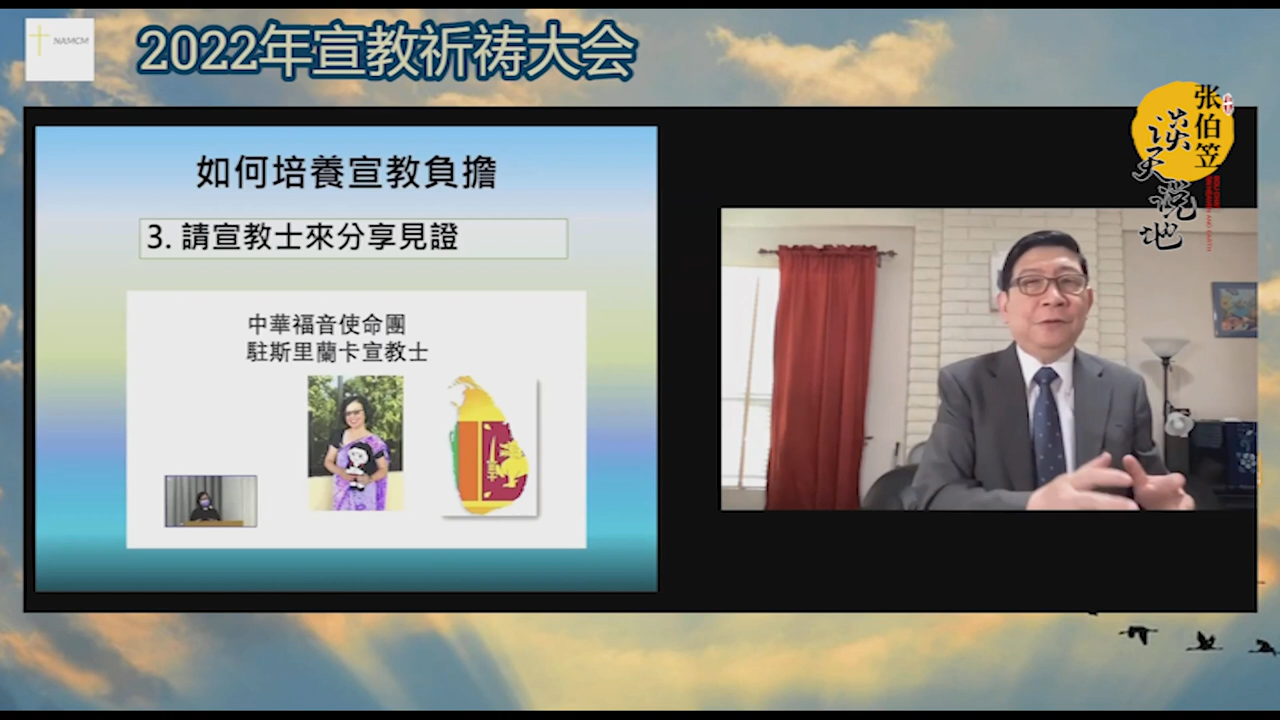 NAMCM
2022年宣教祈祷大会
张伯笠
谈天说地
如何培養宣教負擔
3. 請宣教士來分享見證
中華福音使命團
駐斯里蘭卡宣教士